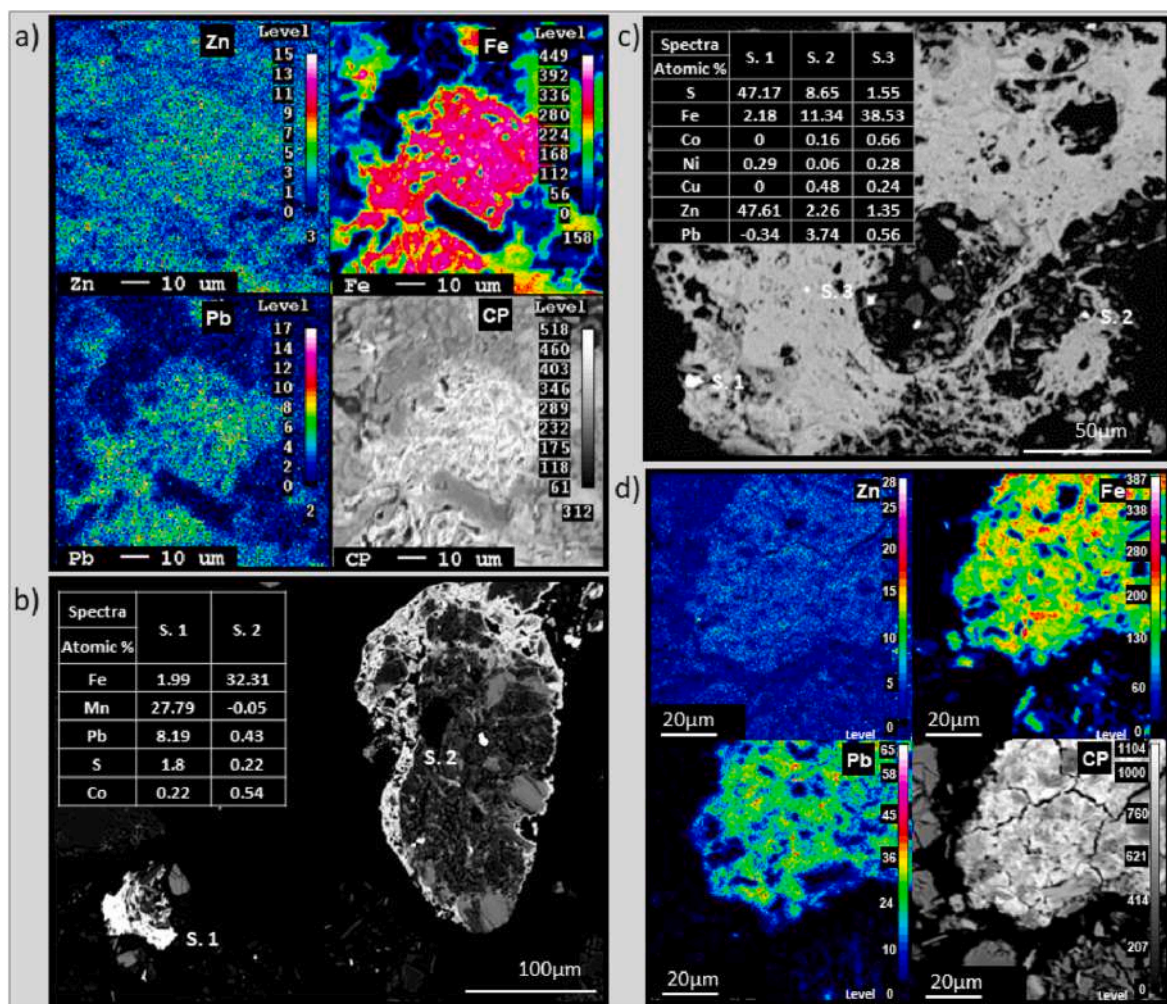 a)
Zn
Level
15
13
11
9
7
5
3
1
0
3
Zn 10 um
Fe
Level
449
392
336
280
224
168
112
56
0
158
Fe 10 um
Pb
Level
17
14
12
10
8
6
4
2
0
2
Pb 10 um
CP
Level
518
460
403
346
289
232
175
118
61
312
CP 10 um
b)
Spectra S. 1 S. 2
Atomic %
Fe 1.99 32.31
Mn 27.79 -0.05
Pb 8.19 0.43
S 1.8 0.22
Co 0.22 0.54
S. 2
S. 1
100µm
c)
Spectra S. 1 S. 2 S.3
Atomic %
S 47.17 8.65 1.55
Fe 2.18 11.34 38.53
Co 0 0.16 0.66
Ni 0.29 0.06 0.28
Cu 0 0.48 0.24
Zn 47.61 2.26 1.35
Pb -0.34 3.74 0.56
S. 3
S. 2
S. 1
50µm
d)
Zn
28
25
20
15
10
5
0
Level
20µm
Fe
387
338
280
200
130
60
0
Level
20µm
Pb
65
58
45
36
24
10
0
Level
20µm
CP
1104
1000
760
621
414
207
0
Level
20µm